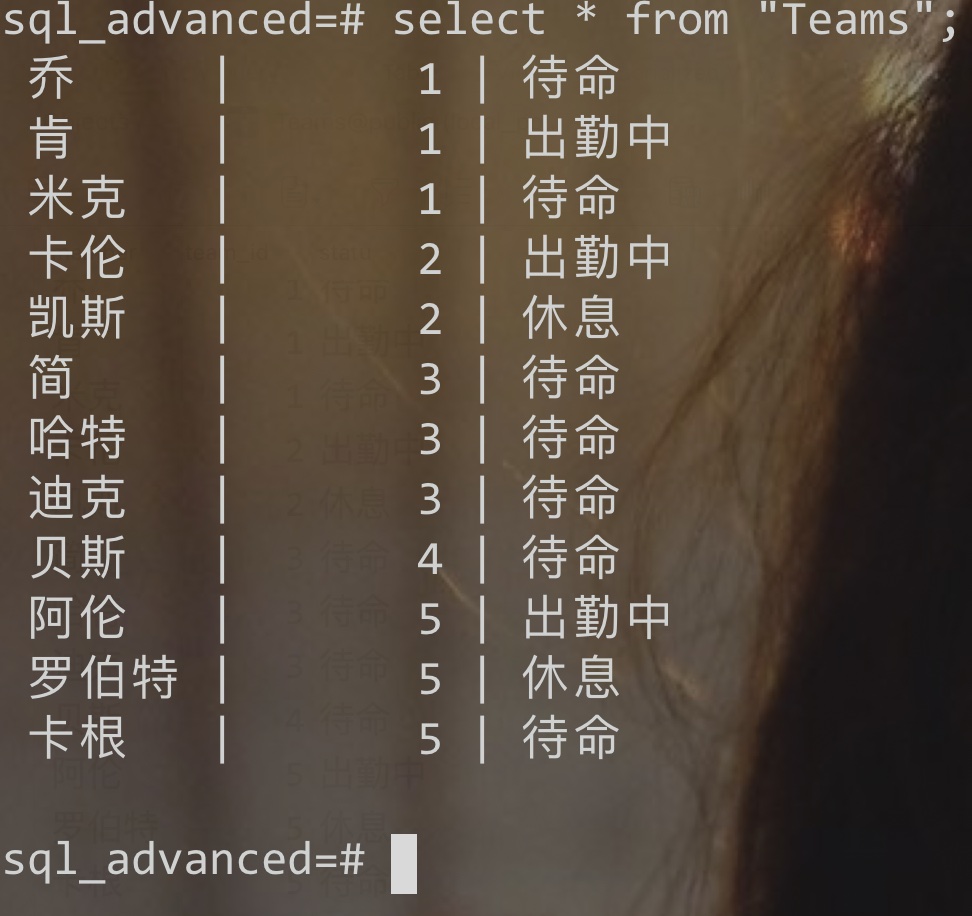 sql_advanced=# select * from "Teams";
乔 | 1 | 待命
肯 | 1 | 出勤中
米克 | 1 | 待命
卡伦 | 2 | 出勤中
凯斯 | 2 | 休息
简 | 3 | 待命
哈特 | 3 | 待命
迪克 | 3 | 待命
贝斯 | 4 | 待命
阿伦 | 5 | 出勤中
罗伯特 | 5 | 休息
卡根 | 5 | 待命
sql_advanced=#